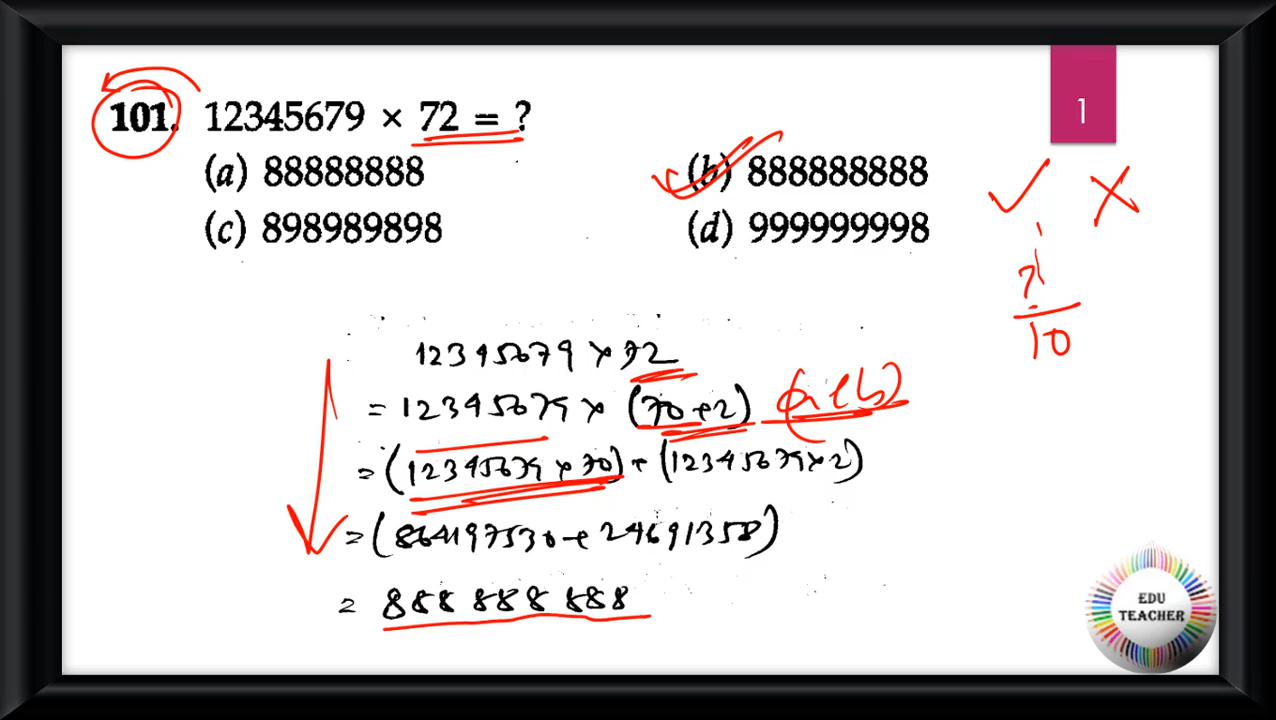 1
101. 12345679 × 72 = ?
(a) 88888888 (b) 888888888
(c) 898989898 (d) 999999998
10
12345679 × 72
= 12345679 × (70+2) (a+b)
= (12345679 × 70) + (12345679 × 2)
= (864197530 + 24691358)
= 888 888 888
EDU
TEACHER